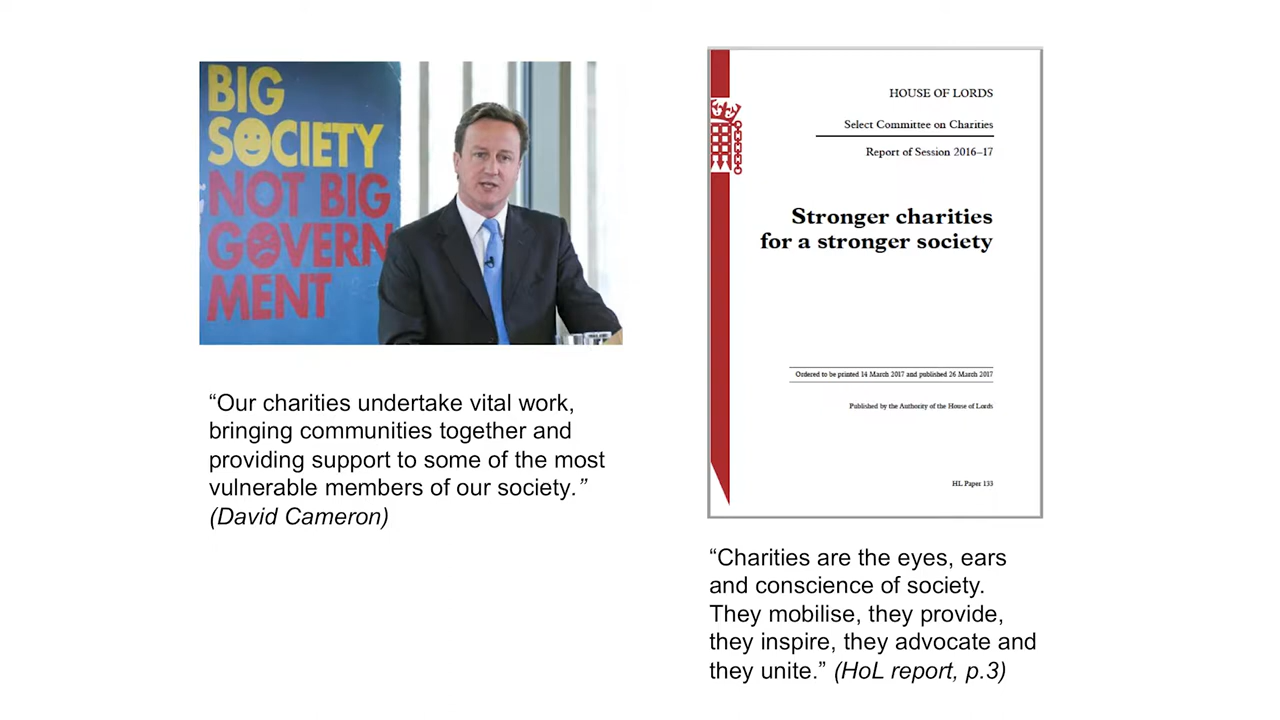 BIG
SOCIETY
NOT BIG
GOVERN
MENT
“Our charities undertake vital work,
bringing communities together and
providing support to some of the most
vulnerable members of our society.”
(David Cameron)
HOUSE OF LORDS
Select Committee on Charities
Report of Session 2016–17
Stronger charities
for a stronger society
Ordered to be printed 14 March 2017 and published 26 March 2017
Published by the Authority of the House of Lords
HL Paper 133
“Charities are the eyes, ears
and conscience of society.
They mobilise, they provide,
they inspire, they advocate and
they unite.” (HoL report, p.3)